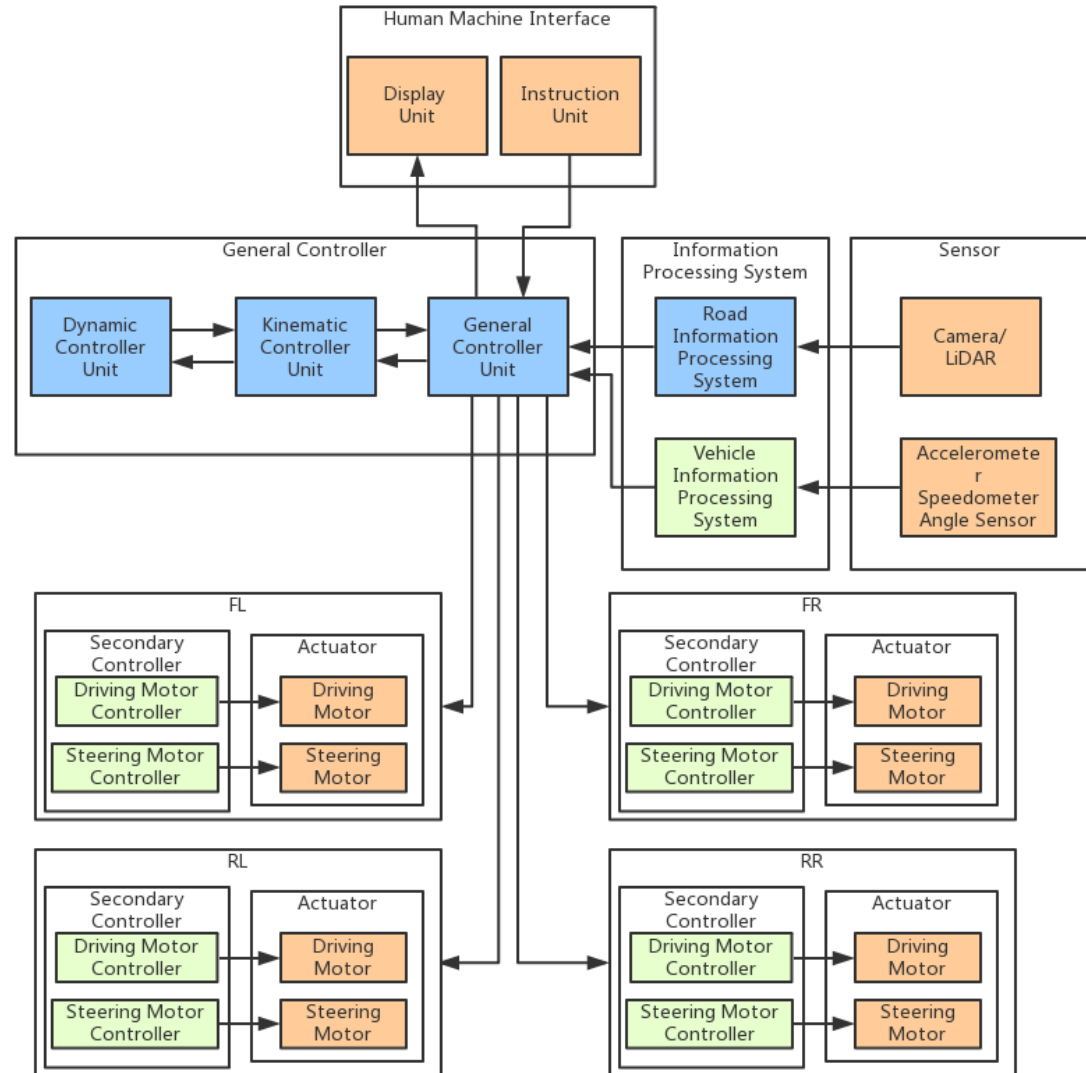 Human Machine Interface
Display
Unit
Instruction
Unit
General Controller
Dynamic
Controller
Unit
Kinematic
Controller
Unit
General
Controller
Unit
Information
Processing System
Road
Information
Processing
System
Vehicle
Information
Processing
System
Sensor
Camera/
LiDAR
Acceleromete
r
Speedometer
Angle Sensor
FL
Secondary
Controller
Driving Motor
Controller
Steering Motor
Controller
Actuator
Driving
Motor
Steering
Motor
FR
Secondary
Controller
Driving Motor
Controller
Steering Motor
Controller
Actuator
Driving
Motor
Steering
Motor
RL
Secondary
Controller
Driving Motor
Controller
Steering Motor
Controller
Actuator
Driving
Motor
Steering
Motor
RR
Secondary
Controller
Driving Motor
Controller
Steering Motor
Controller
Actuator
Driving
Motor
Steering
Motor